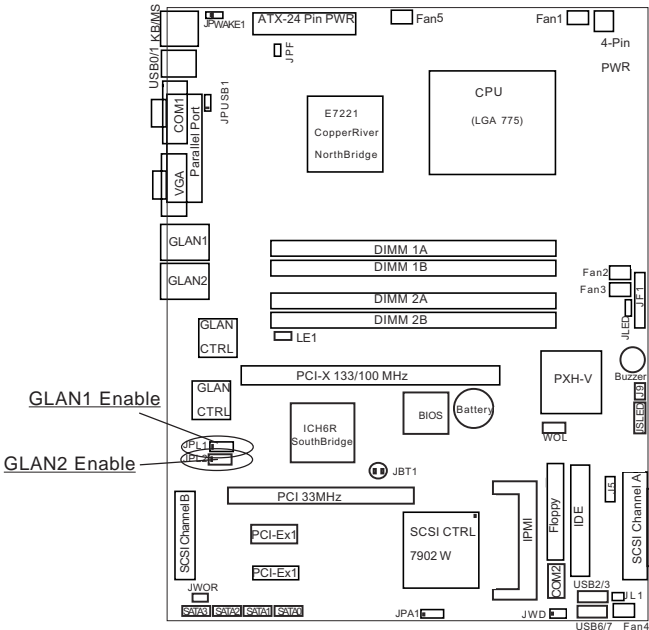 KB/MS
JPWAKE1
ATX-24 Pin PWR
Fan5
Fan1
4-Pin
PWR
USB0/1
JPF
JPUSB1
COM1
Parallel Port
VGA
E7221
CopperRiver
NorthBridge
CPU
(LGA 775)
GLAN1
GLAN2
DIMM 1A
DIMM 1B
DIMM 2A
DIMM 2B
Fan2
Fan3
JF1
JLED
LE1
GLAN
CTRL
PCI-X 133/100 MHz
PXH-V
Buzzer
GLAN
CTRL
ICH6R
SouthBridge
BIOS
Battery
J9
JSLED
WOL
GLAN1 Enable
JPL1
GLAN2 Enable
JPL2
JBT1
PCI 33MHz
SCSI Channel B
PCI-Ex1
PCI-Ex1
SCSI CTRL
7902 W
IPMI
Floppy
IDE
J5
SCSI Channel A
COM2
JWOR
SATA3
SATA2
SATA1
SATA0
JPA1
JWD
USB2/3
JL1
USB6/7
Fan4